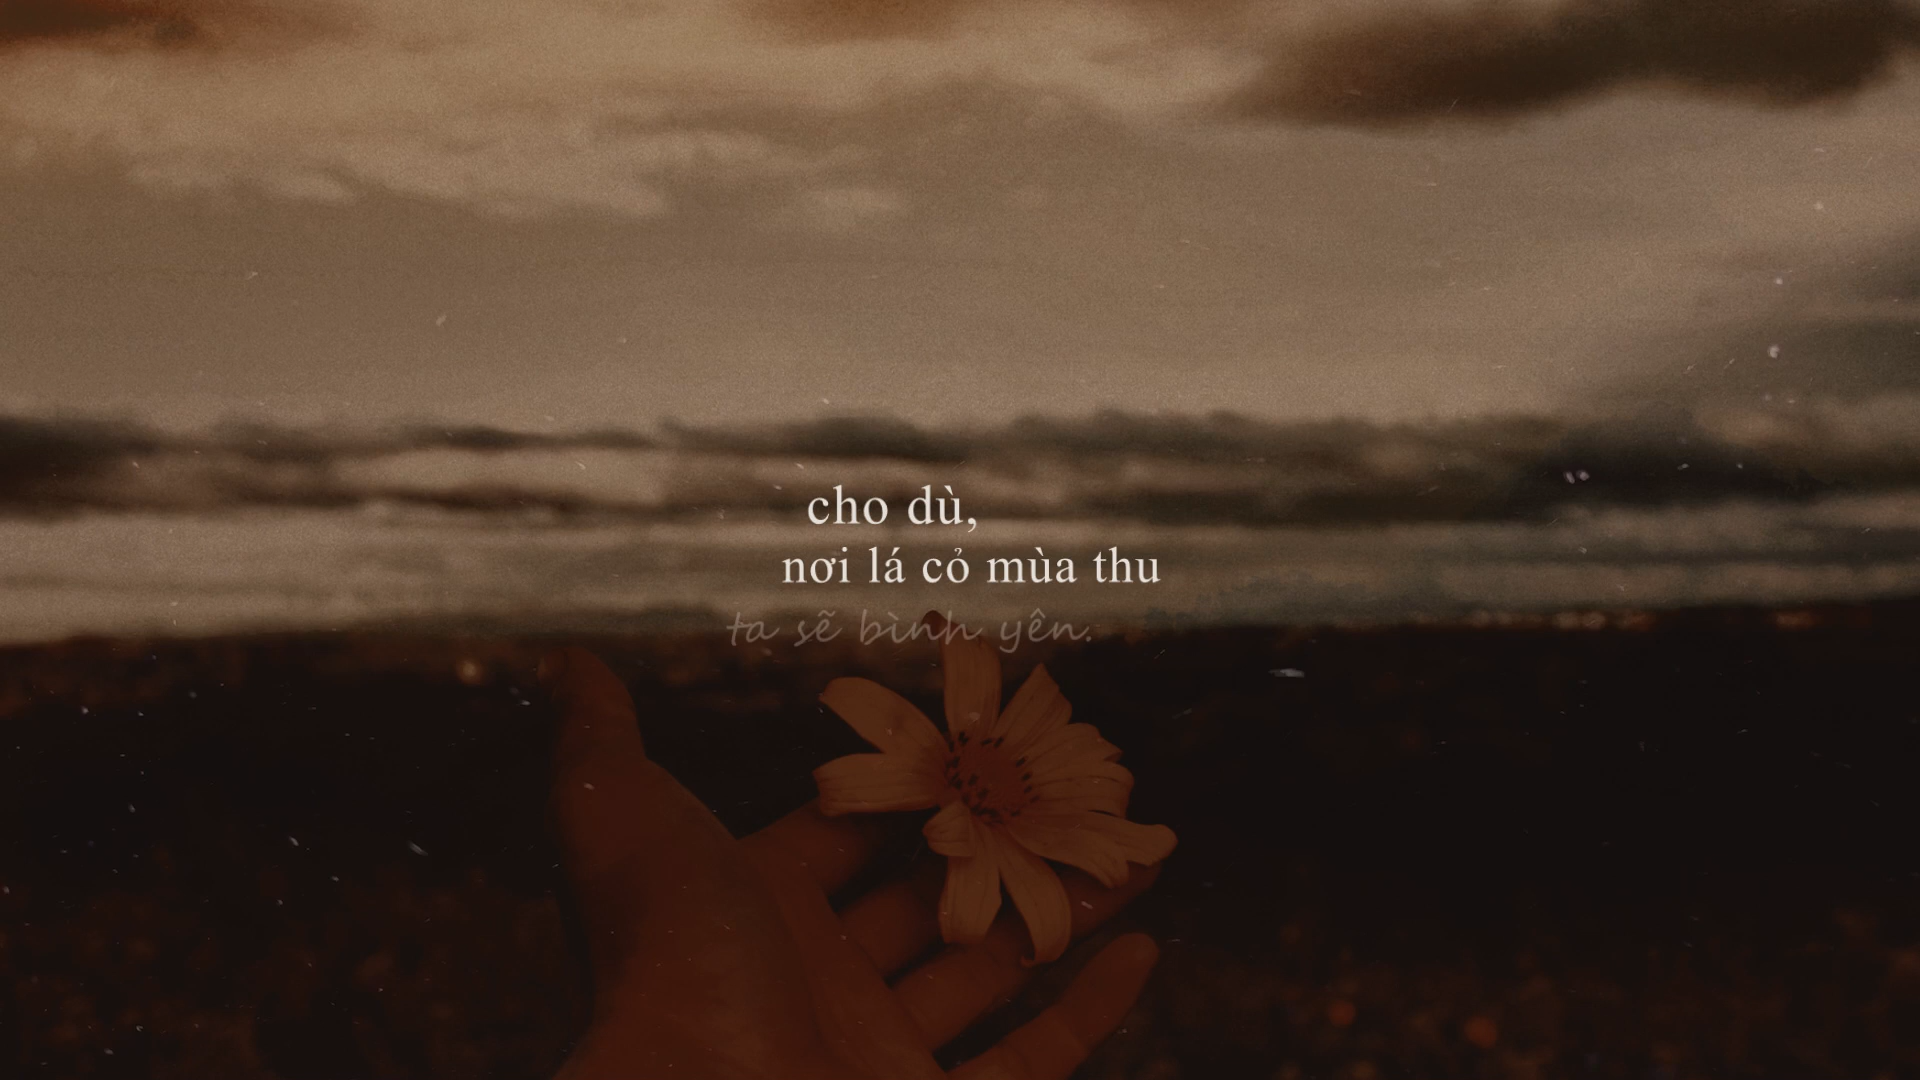 cho dù,
nơi lá cỏ mùa thu
ta sẽ bình yên.